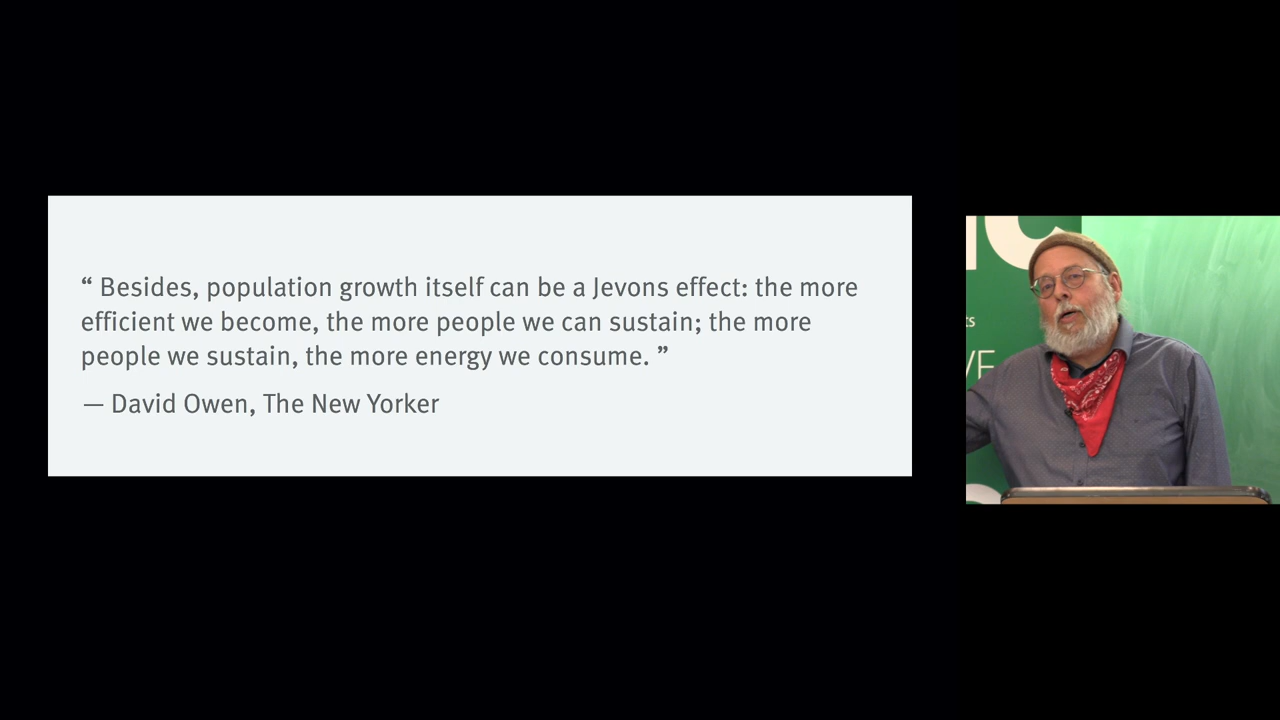 “ Besides, population growth itself can be a Jevons effect: the more
efficient we become, the more people we can sustain; the more
people we sustain, the more energy we consume. ”
— David Owen, The New Yorker